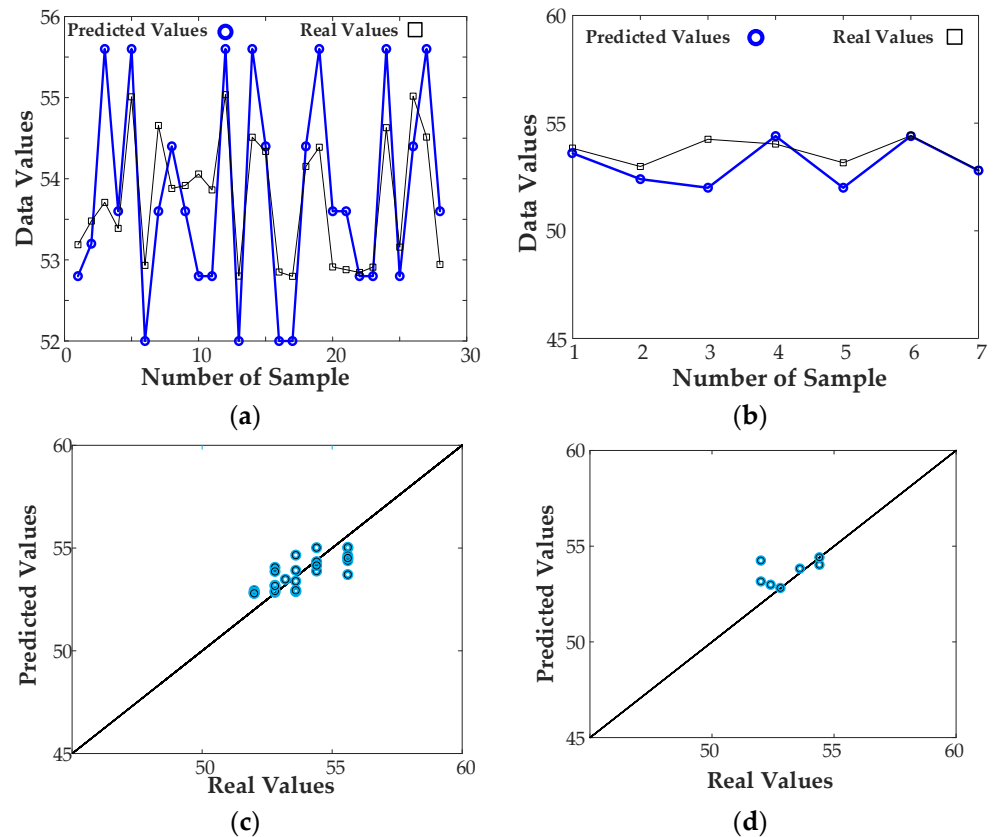 56
55
54
53
52
Data Values
Predicted Values
Real Values
0
10
20
30
Number of Sample
(a)
60
55
50
45
Data Values
Predicted Values
Real Values
1
2
3
4
5
6
7
Number of Sample
(b)
60
55
50
45
Predicted Values
50
55
60
Real Values
(c)
60
55
50
45
Predicted Values
50
55
60
Real Values
(d)